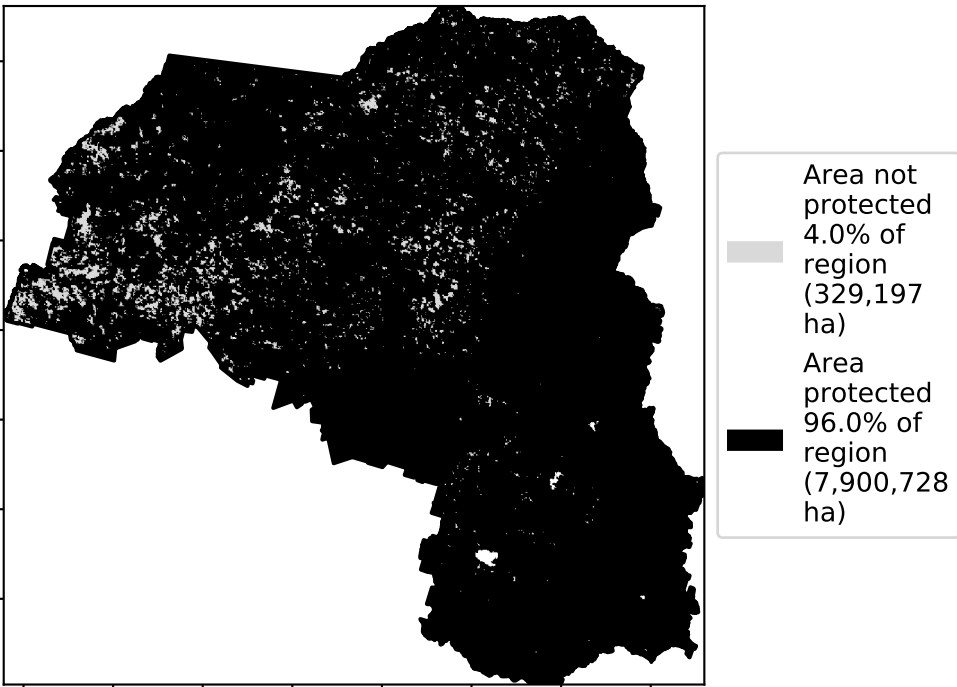 Area not
protected
4.0% of
region
(329,197
ha)
Area
protected
96.0% of
region
(7,900,728
ha)